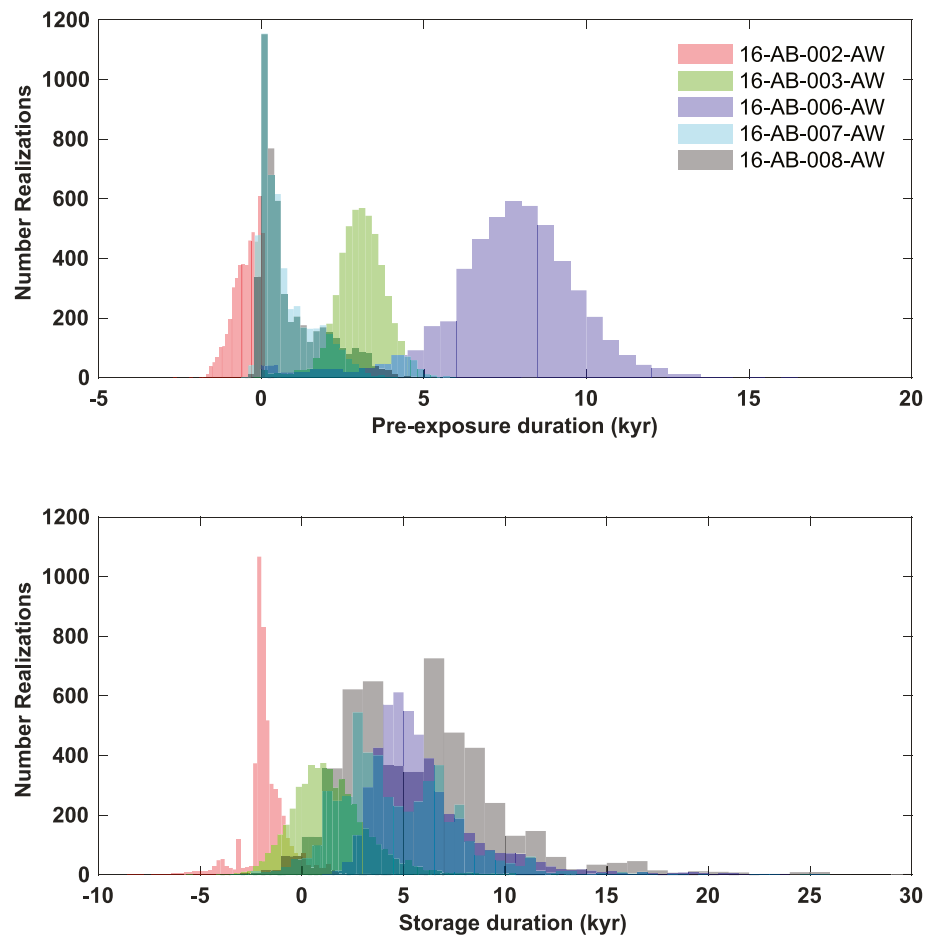 1200
1000
800
600
400
200
0
Number Realizations
16-AB-002-AW
16-AB-003-AW
16-AB-006-AW
16-AB-007-AW
16-AB-008-AW
-5 0 5 10 15 20
Pre-exposure duration (kyr)
1200
1000
800
600
400
200
0
Number Realizations
-10 -5 0 5 10 15 20 25 30
Storage duration (kyr)